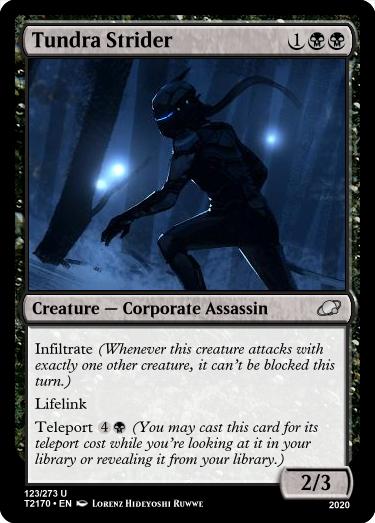 Tundra Strider 1
Creature — Corporate Assassin
Infiltrate (Whenever this creature attacks with
exactly one other creature, it can't be blocked this
turn.)
Lifelink
Teleport 4 (You may cast this card for its
teleport cost while you're looking at it in your
library or revealing it from your library.)
2/3
123/273 U
T2170 • EN Lorenz Hideyoshi Ruwwe
2020